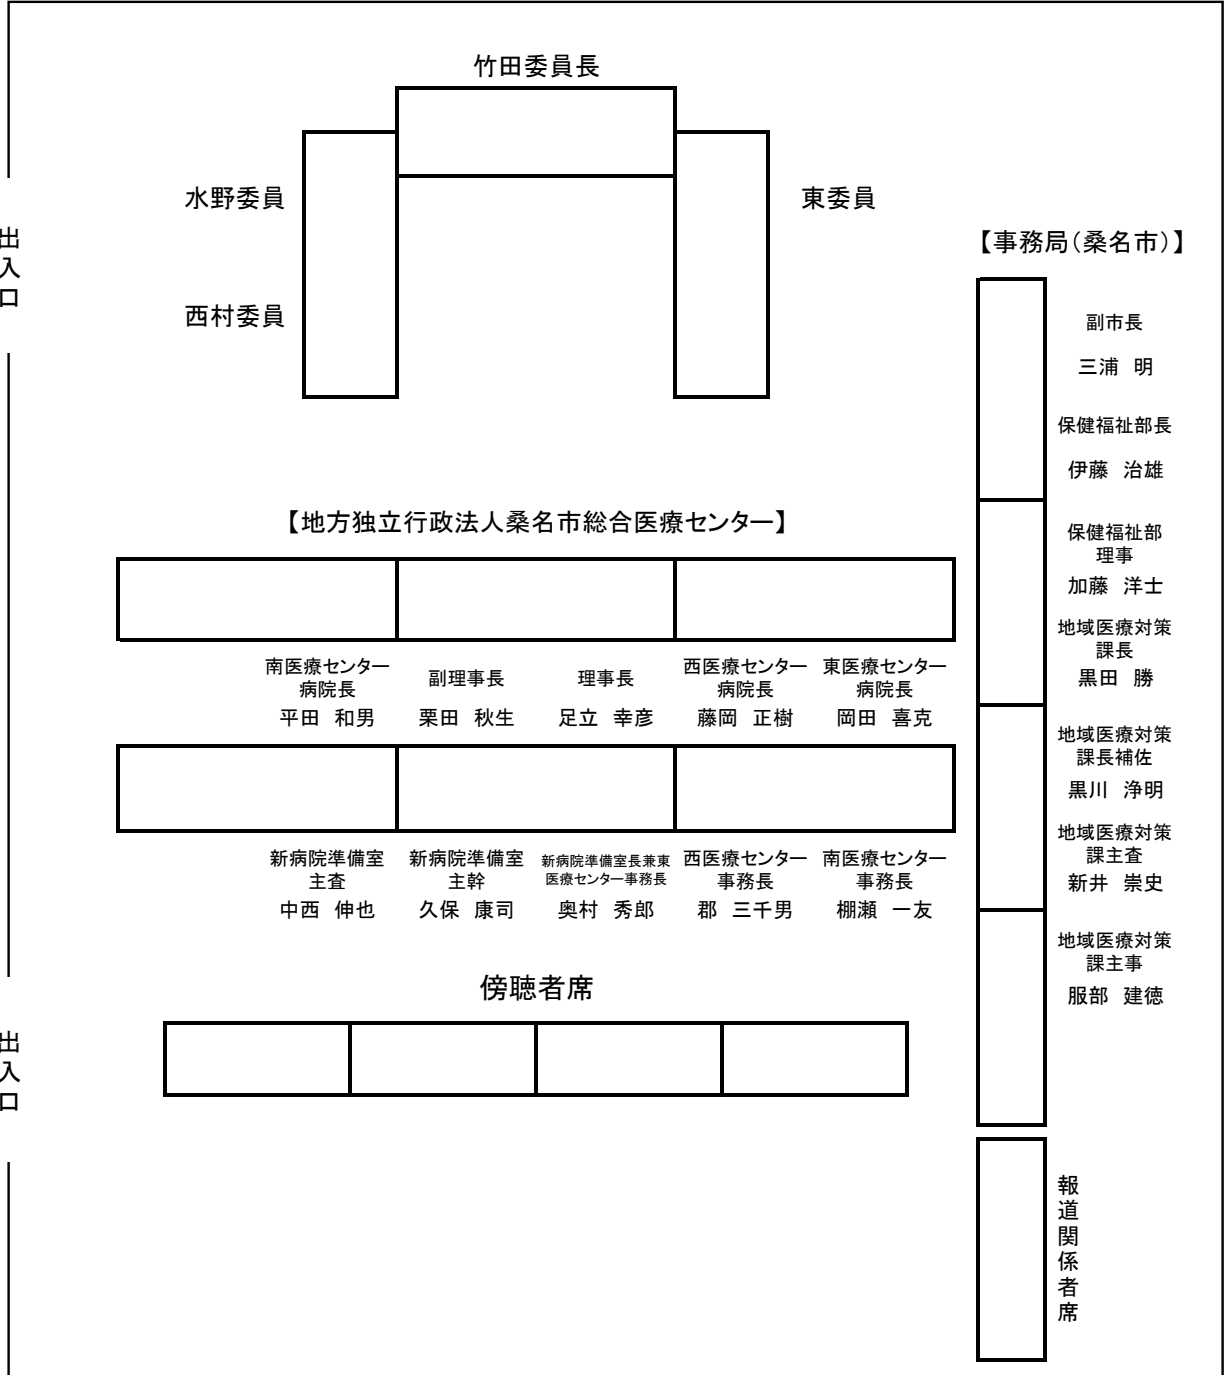 竹田委員長
水野委員
東委員
西村委員
出入口
【事務局(桑名市)】
副市長
三浦 明
保健福祉部長
伊藤 治雄
保健福祉部
理事
加藤 洋士
地域医療対策
課長
黒田 勝
地域医療対策
課長補佐
黒川 浄明
地域医療対策
課主査
新井 崇史
地域医療対策
課主事
服部 建徳
【地方独立行政法人桑名市総合医療センター】
南医療センター
病院長
平田 和男
副理事長
栗田 秋生
理事長
足立 幸彦
西医療センター
病院長
藤岡 正樹
東医療センター
病院長
岡田 喜克
新病院準備室
主査
中西 伸也
新病院準備室
主幹
久保 康司
新病院準備室長兼東
医療センター事務長
奥村 秀郎
西医療センター
事務長
郡 三千男
南医療センター
事務長
棚瀬 一友
傍聴者席
出入口
報道関係者席